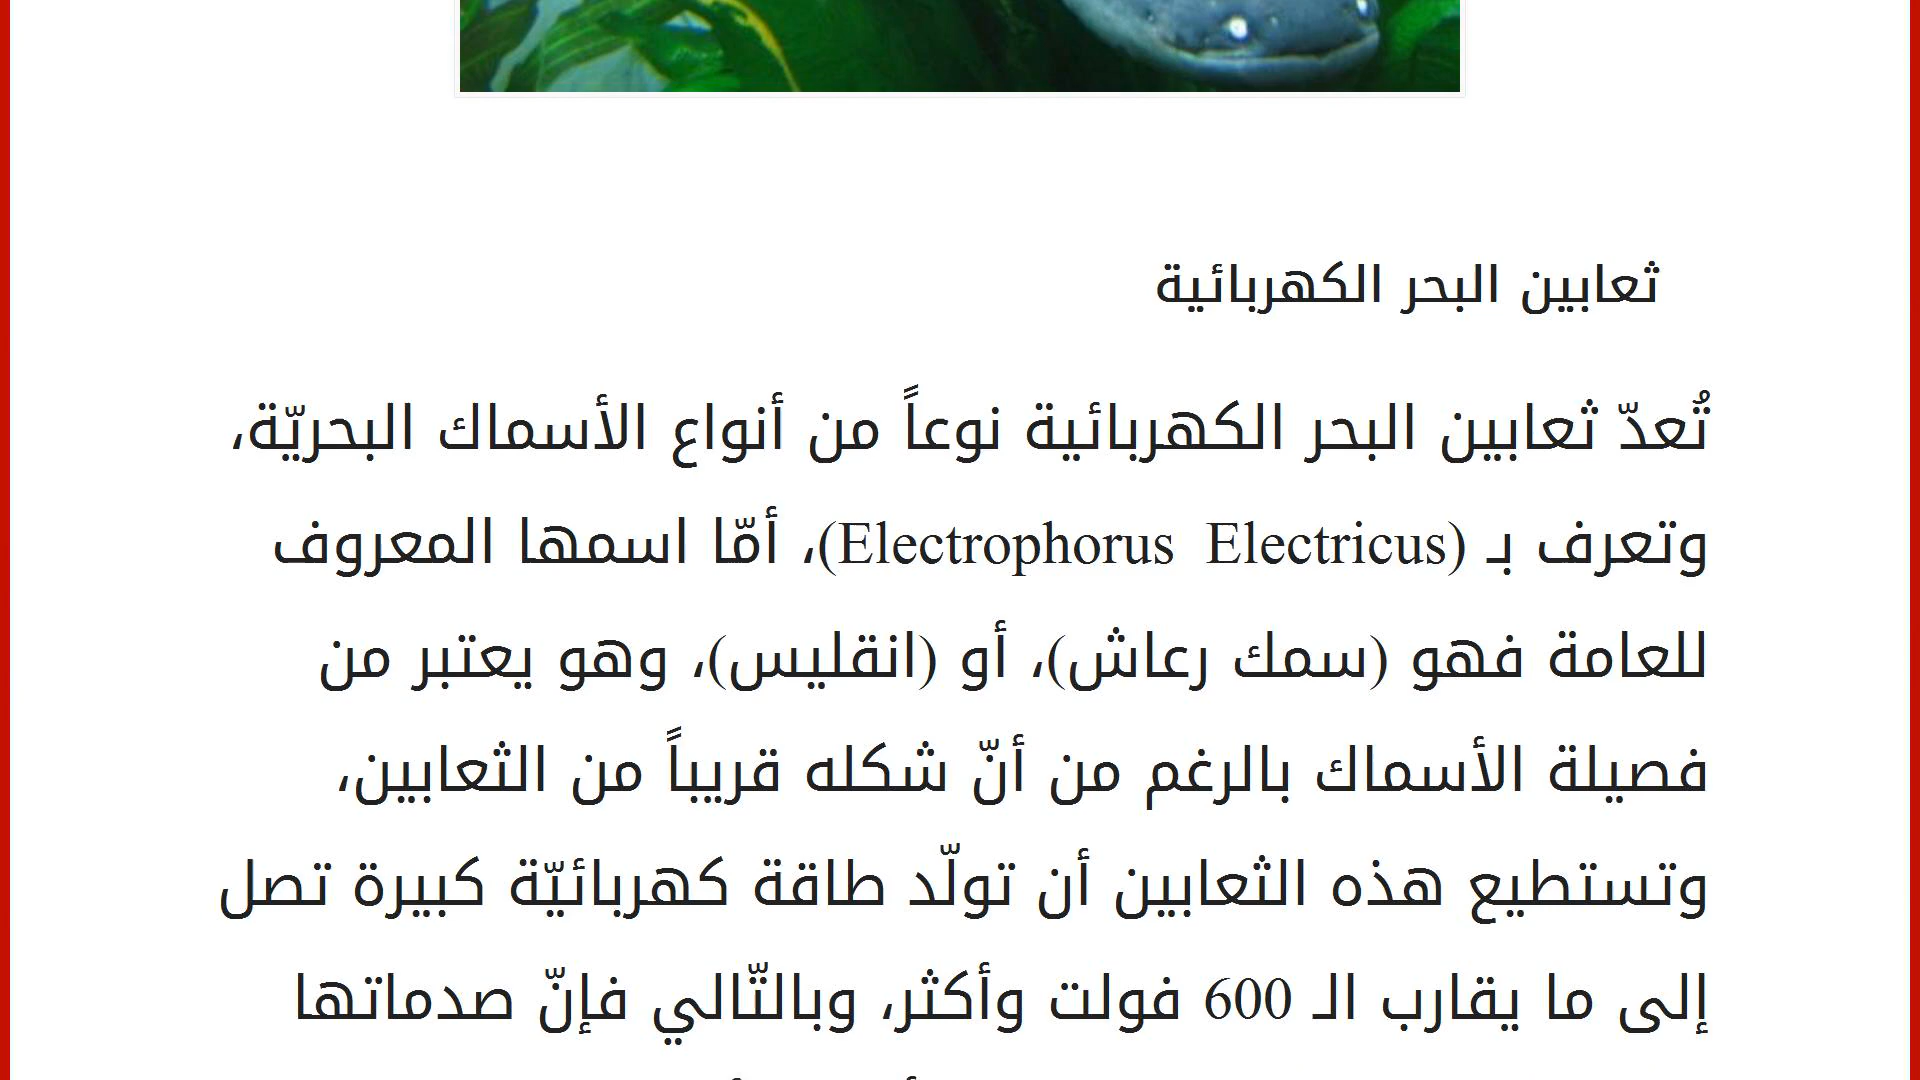 ثعابين البحر الكهربائية
تُعدّ ثعابين البحر الكهربائية نوعاً من أنواع الأسماك البحريّة،
وتعرف بـ (Electrophorus Electricus)، أمّا اسمها المعروف
للعامة فهو (سمك رعاش)، أو (انقليس)، وهو يعتبر من
فصيلة الأسماك بالرغم من أنّ شكله قريباً من الثعابين،
وتستطيع هذه الثعابين أن تولّد طاقة كهربائيّة كبيرة تصل
إلى ما يقارب الـ 600 فولت وأكثر، وبالتّالي فإنّ صدماتها